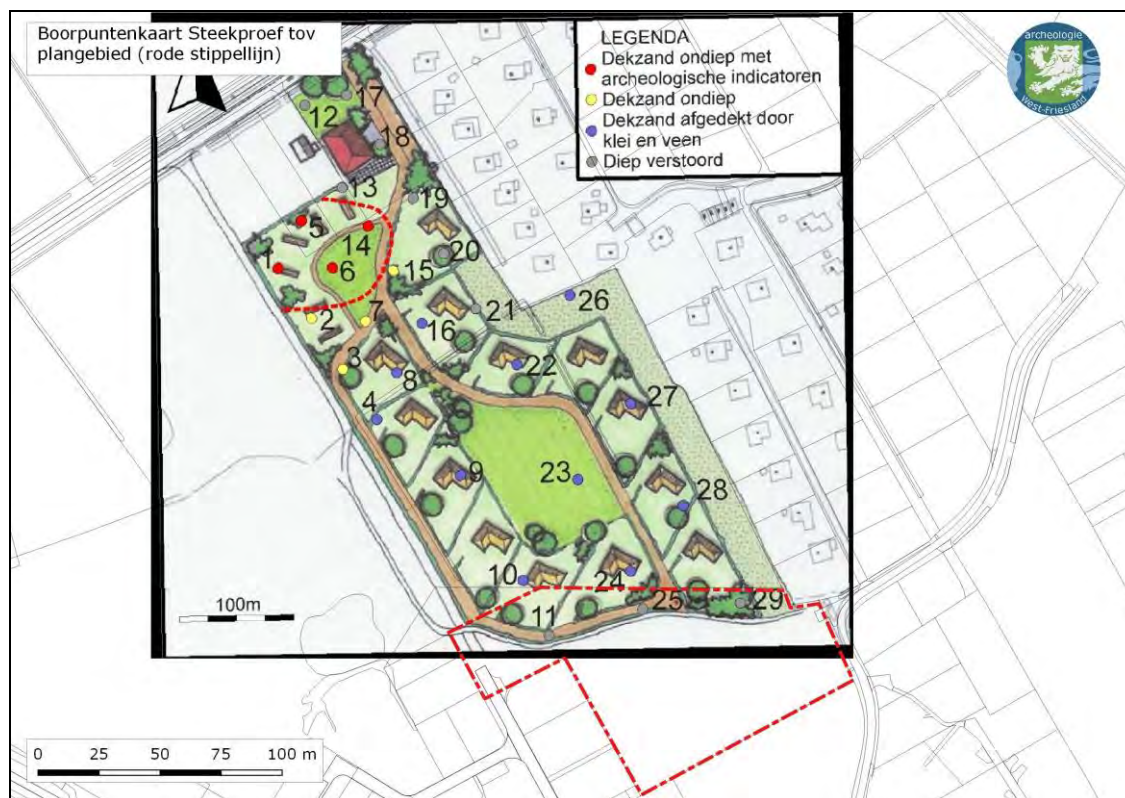 Boorpuntenkaart Steekproef tov
plangebied (rode stippellijn)
LEGENDA
Dekzand ondiep met
archeologische indicatoren
Dekzand ondiep
Dekzand afgedekt door
klei en veen
Diep verstoord
archeologie
West-Friesland
12
17
18
13
19
5
14
1
6
20
15
2
7
21
26
16
3
8
22
4
27
9
23
28
10
24
100m
11
25
29
0 25 50 75 100 m